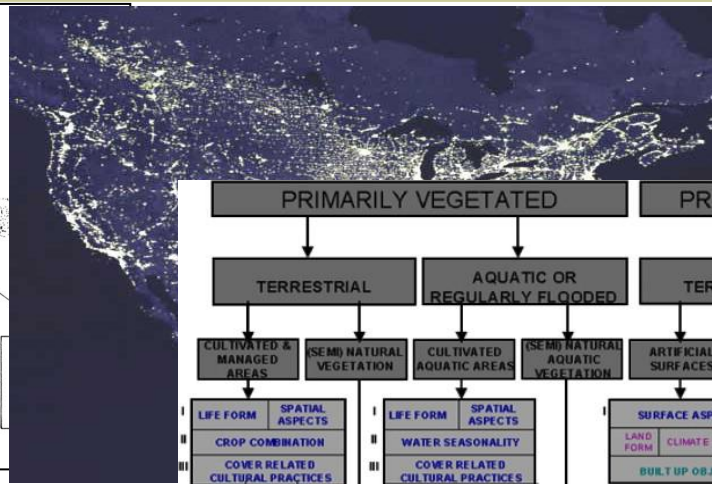 PRIMARILY VEGETATED
PR
TERRESTRIAL
AQUATIC OR
REGULARLY FLOODED
TER
CULTIVATED &
MANAGED
AREAS
(SEMI) NATURAL
VEGETATION
CULTIVATED
AQUATIC AREAS
(SEMI) NATURAL
AQUATIC
VEGETATION
ARTIFICIAL
SURFACES
I LIFE FORM SPATIAL
ASPECTS
II CROP COMBINATION
III COVER RELATED
CULTURAL PRACTICES
I LIFE FORM SPATIAL
ASPECTS
II WATER SEASONALITY
III COVER RELATED
CULTURAL PRACTICES
I SURFACE ASP
LAND
FORM CLIMATE
BUILT UP OBJ